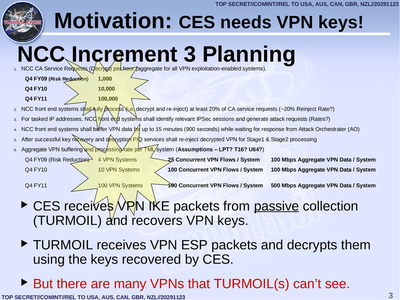 TOP SECRET//COMINT//REL TO USA, AUS, CAN, GBR, NZL//20291123
Motivation: CES needs VPN keys!
NCC Increment 3 Planning
1. NCC CA Service Requests (Decrypt) per hour (aggregate for all VPN exploitation-enabled systems).
Q4 FY09 (Risk Reduction) 1,000
Q4 FY10 10,000
Q4 FY11 100,000
2. NCC front end systems shall fully process (i.e. decrypt and re-inject) at least 20% of CA service requests (~20% Reinject Rate?)
3. For tasked IP addresses, NCC front end systems shall identify relevant IPSec sessions and generate attack requests (Rates?)
4. NCC front end systems shall buffer VPN data for up to 15 minutes (900 seconds) while waiting for response from Attack Orchestrator (AO)
5. After successful key recovery and decryption PIQ services shall re-inject decrypted VPN for Stage1 & Stage2 processing
6. Aggregate VPN buffering and processing rate per TML system (Assumptions – LPT? T16? U64?)
Q4 FY09 (Risk Reduction) 4 VPN Systems 25 Concurrent VPN Flows / System 100 Mbps Aggregate VPN Data / System
Q4 FY10 10 VPN Systems 100 Concurrent VPN Flows / System 100 Mbps Aggregate VPN Data / System
Q4 FY11 100 VPN Systems Concurrent VPN Flows / System 500 Mbps Aggregate VPN Data / System
CES receives VPN IKE packets from passive collection
(TURMOIL) and recovers VPN keys.
TURMOIL receives VPN ESP packets and decrypts them
using the keys recovered by CES.
But there are many VPNs that TURMOIL(s) can't see.
TOP SECRET//COMINT//REL TO USA, AUS, CAN, GBR, NZL//20291123
3